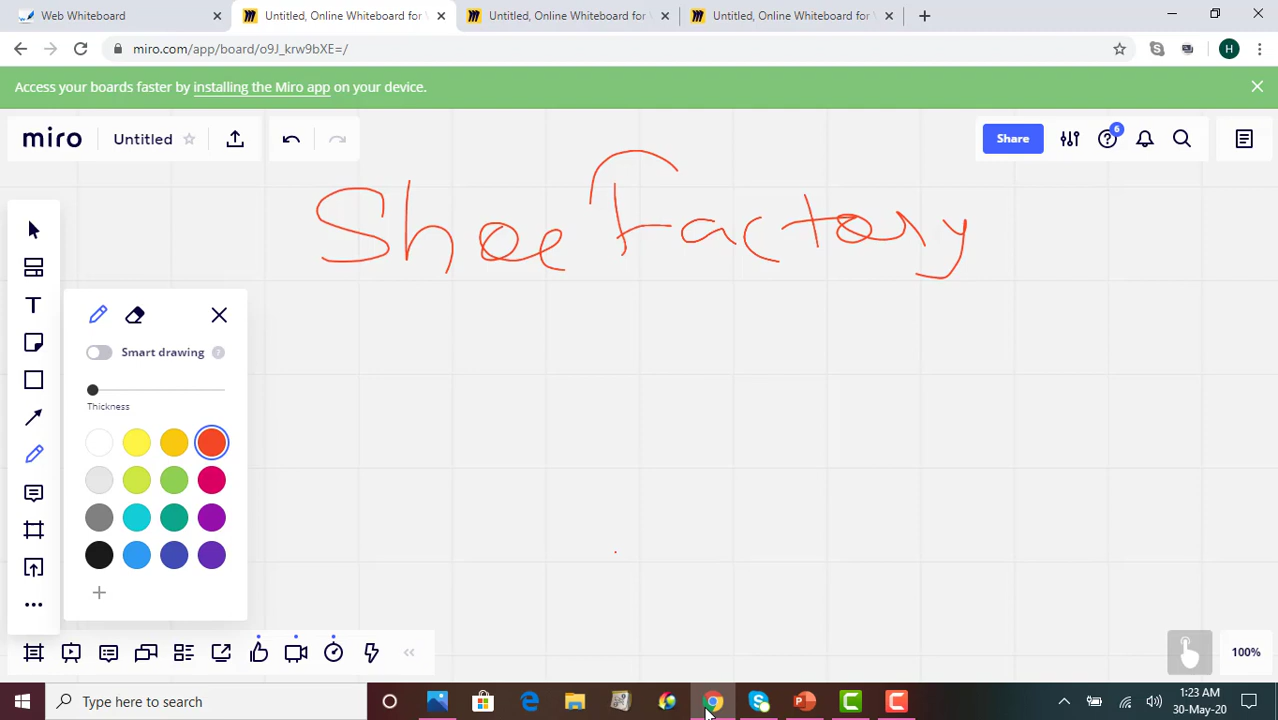 Web Whiteboard
Untitled, Online Whiteboard for V
Untitled, Online Whiteboard for V
Untitled, Online Whiteboard for V
miro.com/app/board/o9J_krw9bXE=/
H
Access your boards faster by installing the Miro app on your device.
miro
Untitled
Share
6
Shoe Factory
T
Smart drawing
?
Thickness
100%
Type here to search
1:23 AM
30-May-20